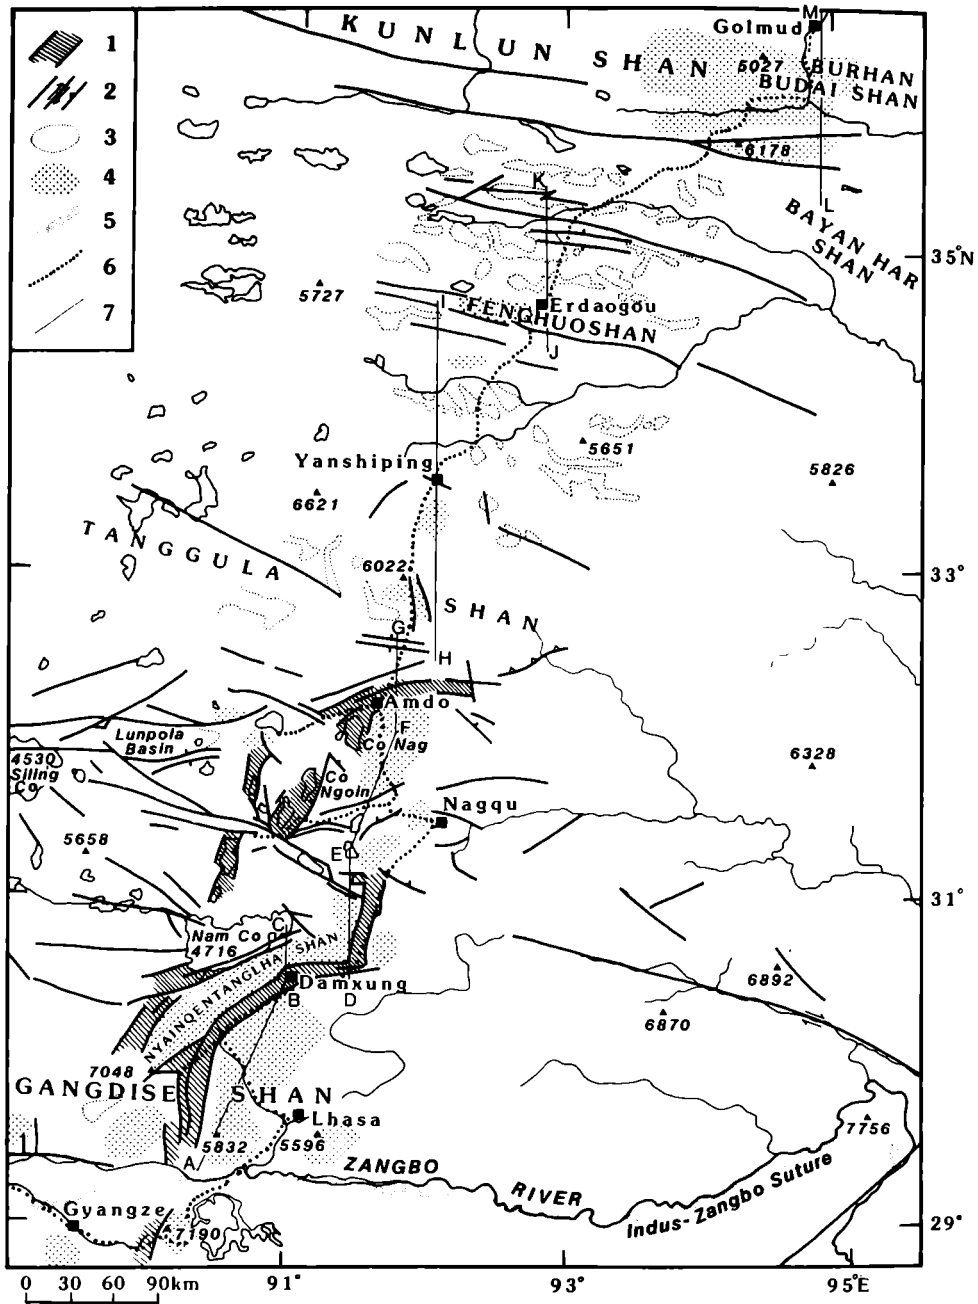 M
Golmud
KUNLUN SHAN
5027
BURHAN
BUDAI SHAN
1
2
3
4
5
6
7
6178
K
L
BAYAN HAR
SHAN
35°N
5727
I
Erdaogou
FENGHUOSHAN
J
5651
Yanshiping
5826
6621
TANGGULA
6022
33°
SHAN
G
H
Amdo
F
Co Nag
Lunpola
Basin
4530
Siling
Co
6328
Co
Ngoin
Nagqu
5658
E
31°
C
Nam Co
4716
NYAINQENTANGLHA SHAN
6892
Damxung
B
D
6870
7048
GANGDISE SHAN
Lhasa
7756
5832
5596
A
ZANGBO
RIVER
Indus-Zangbo Suture
Gyangze
7190
29°
0 30 60 90km
91°
93°
95°E